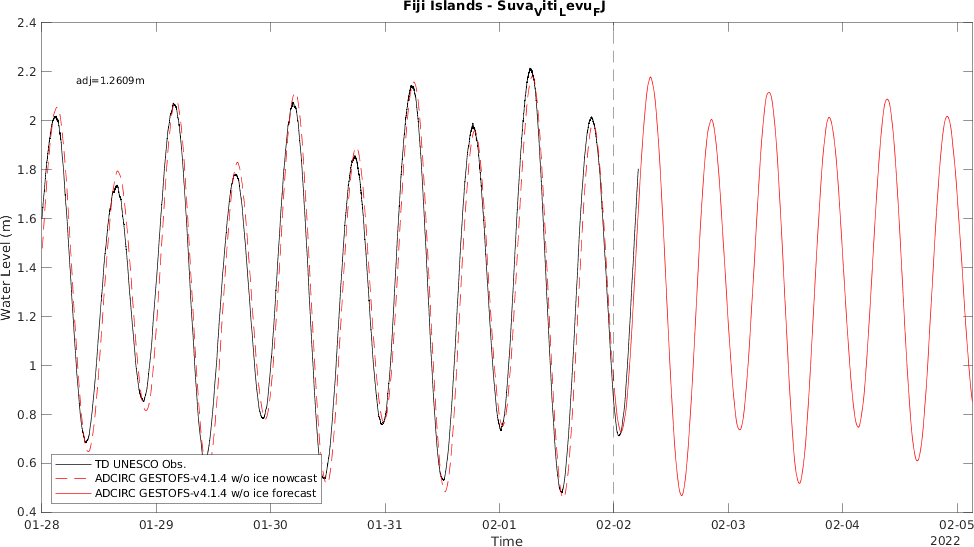 Fiji Islands - Suva_Viti_Levu_FJ
2.4
2.2
adj=1.2609m
2
1.8
1.6
Water Level (m)
1.4
1.2
1
0.8
0.6
TD UNESCO Obs.
ADCIRC GESTOFS-v4.1.4 w/o ice nowcast
ADCIRC GESTOFS-v4.1.4 w/o ice forecast
0.4
01-28 01-29 01-30 01-31 02-01 02-02 02-03 02-04 02-05
Time 2022